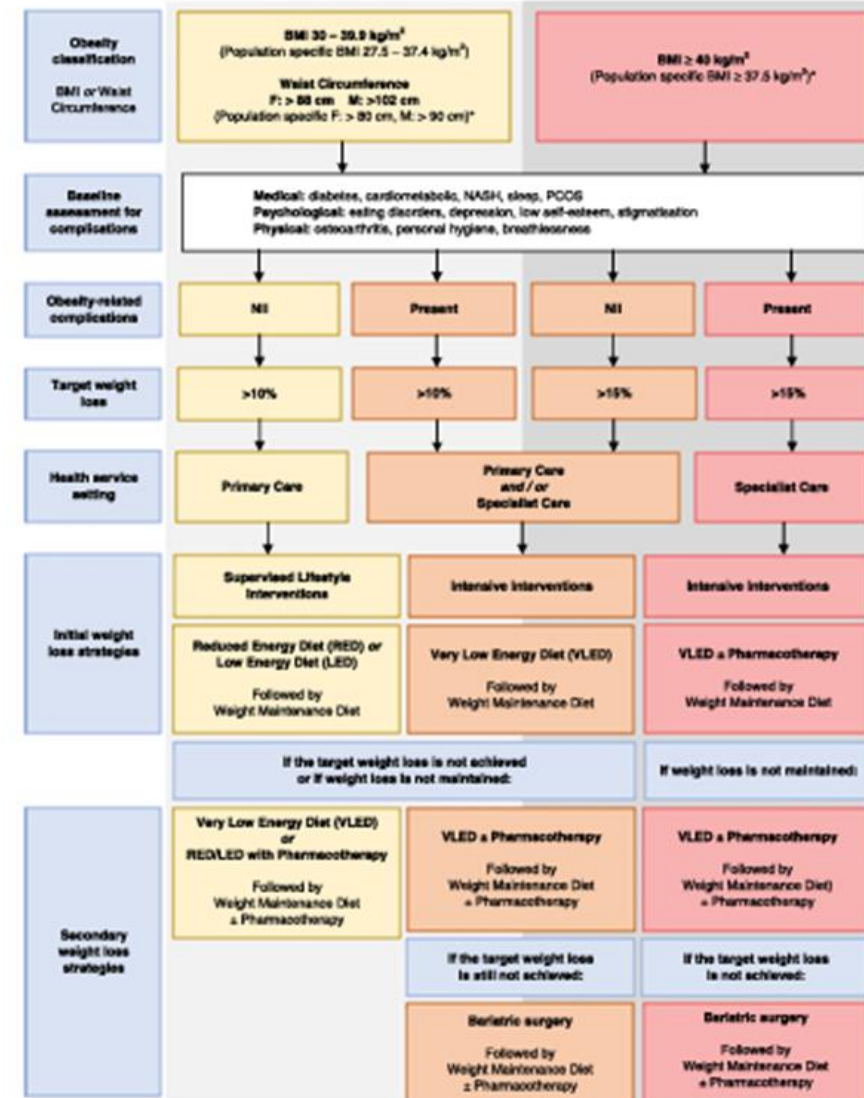 Obesity
classification
BMI or Waist
Circumference
BMI 30 – 39.9 kg/m²
(Population specific BMI 27.5 – 37.4 kg/m²)
Waist Circumference
F: > 88 cm M: >102 cm
(Population specific F: > 80 cm, M: > 90 cm)*
BMI ≥ 40 kg/m²
(Population specific BMI ≥ 37.5 kg/m²)*
Baseline
assessment for
complications
Medical: diabetes, cardiometabolic, NASH, sleep, PCOS
Psychological: eating disorders, depression, low self-esteem, stigmatisation
Physical: osteoarthritis, personal hygiene, breathlessness
Obesity-related
complications
Nil
Present
Nil
Present
Target weight
loss
>10%
>10%
>15%
>15%
Health service
setting
Primary Care
Primary Care
and / or
Specialist Care
Specialist Care
Initial weight
loss strategies
Supervised Lifestyle
Interventions
Intensive Interventions
Intensive Interventions
Reduced Energy Diet (RED) or
Low Energy Diet (LED)
Followed by
Weight Maintenance Diet
Very Low Energy Diet (VLED)
Followed by
Weight Maintenance Diet
VLED ± Pharmacotherapy
Followed by
Weight Maintenance Diet
If the target weight loss is not achieved
or if weight loss is not maintained:
If weight loss is not maintained:
Secondary
weight loss
strategies
Very Low Energy Diet (VLED)
or
RED/LED with Pharmacotherapy
Followed by
Weight Maintenance Diet
± Pharmacotherapy
VLED ± Pharmacotherapy
Followed by
Weight Maintenance Diet
± Pharmacotherapy
VLED ± Pharmacotherapy
Followed by
Weight Maintenance Diet)
± Pharmacotherapy
If the target weight loss
is still not achieved:
If the target weight loss
is not achieved:
Bariatric surgery
Followed by
Weight Maintenance Diet
± Pharmacotherapy
Bariatric surgery
Followed by
Weight Maintenance Diet
± Pharmacotherapy